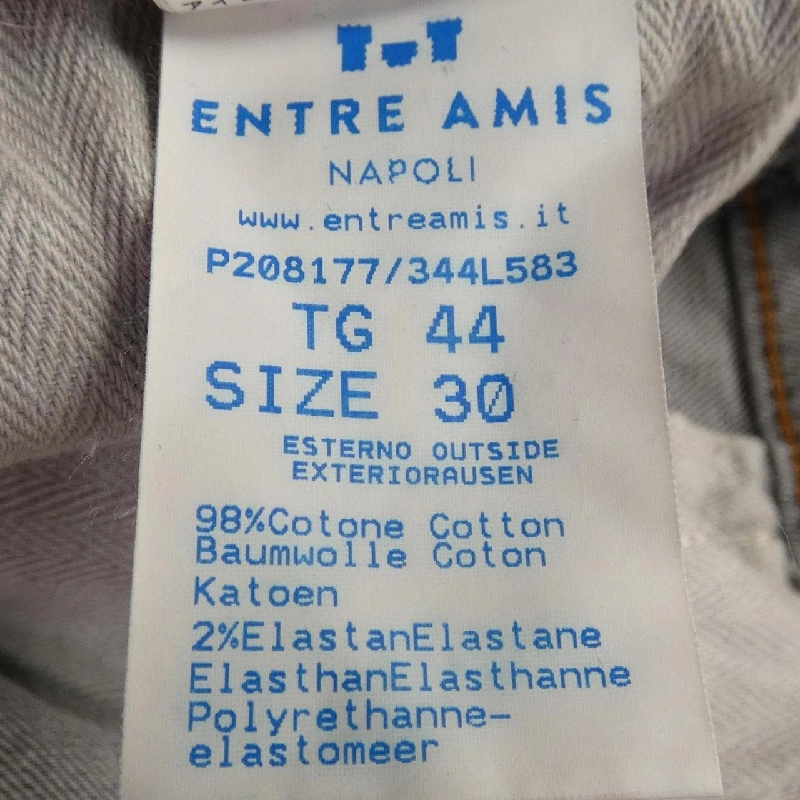 ENTRE AMIS
NAPOLI
www.entreamis.it
P208177/344L583
TG 44
SIZE 30
ESTERNO OUTSIDE
EXTERIORAUSEN
98%Cotone Cotton
Baumwolle Coton
Katoen
2%ElastanElastane
ElasthanElasthanne
Polyrethanne-
elastomeer